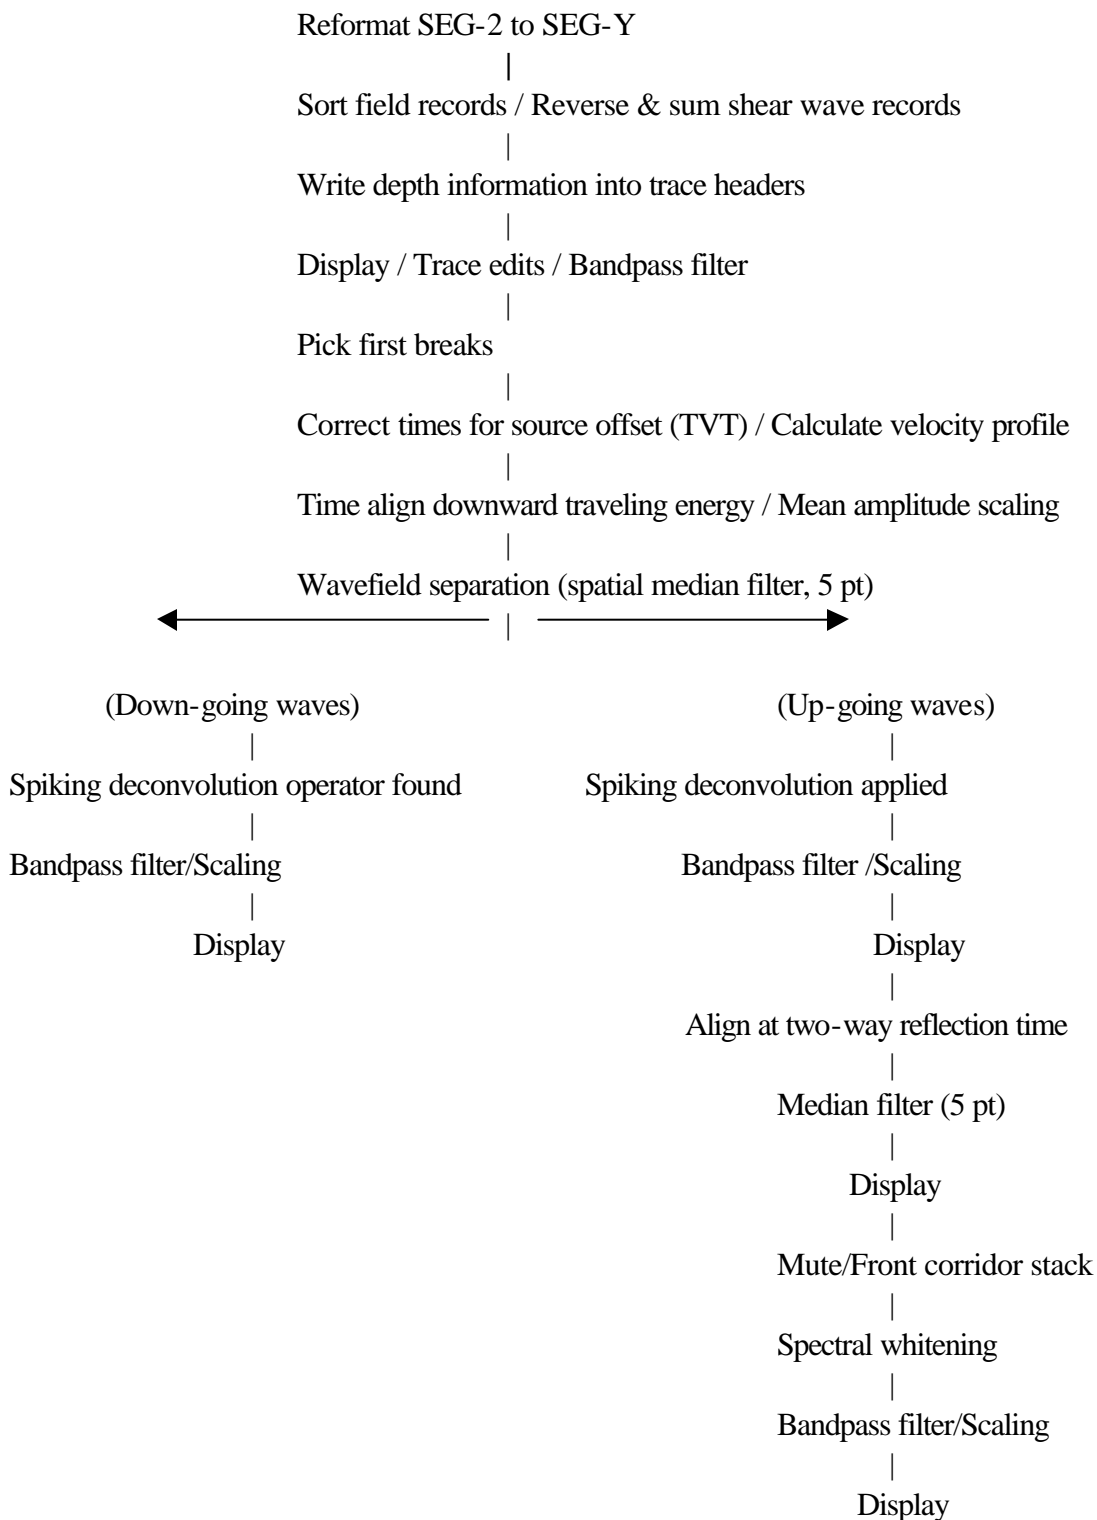 Reformat SEG-2 to SEG-Y
Sort field records / Reverse & sum shear wave records
Write depth information into trace headers
Display / Trace edits / Bandpass filter
Pick first breaks
Correct times for source offset (TVT) / Calculate velocity profile
Time align downward traveling energy / Mean amplitude scaling
Wavefield separation (spatial median filter, 5 pt)
(Down-going waves)
Spiking deconvolution operator found
Bandpass filter/Scaling
Display
(Up-going waves)
Spiking deconvolution applied
Bandpass filter /Scaling
Display
Align at two-way reflection time
Median filter (5 pt)
Display
Mute/Front corridor stack
Spectral whitening
Bandpass filter/Scaling
Display